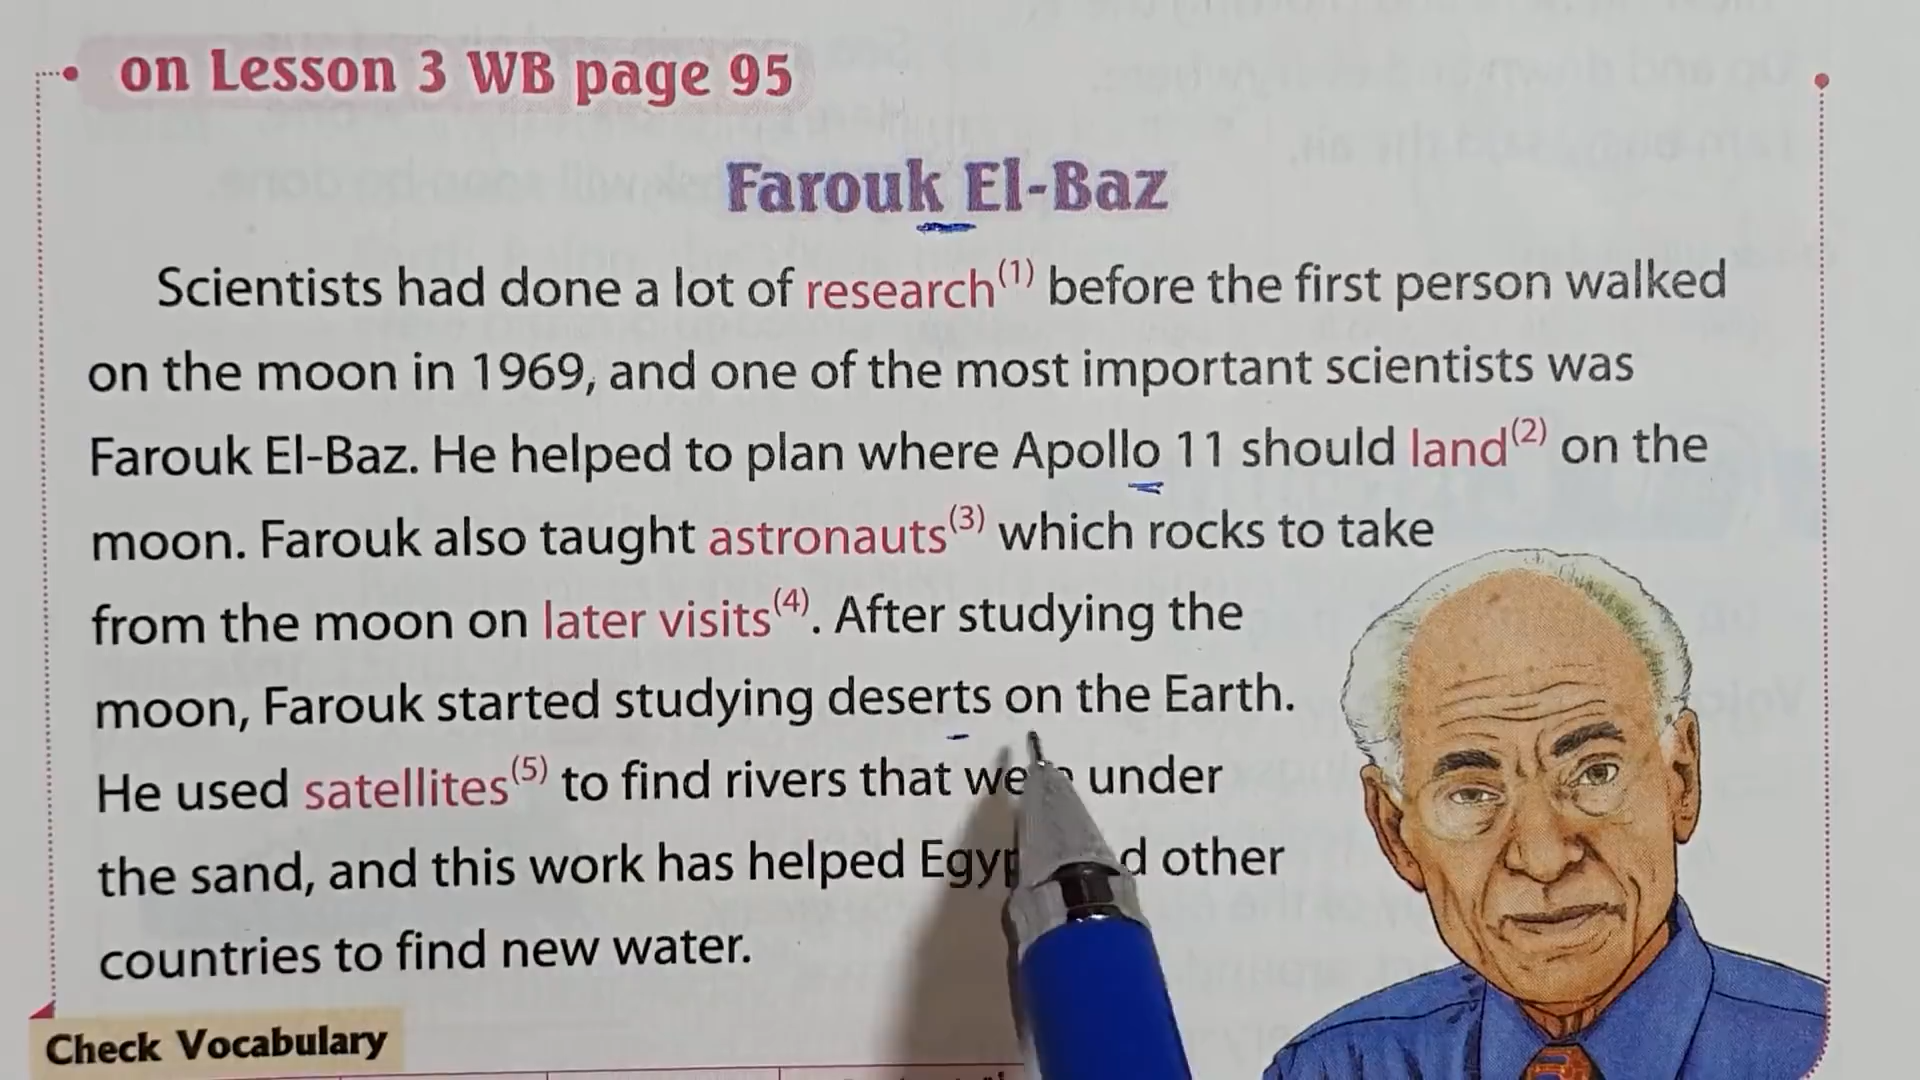 on Lesson 3 WB page 95
Farouk El-Baz
Scientists had done a lot of research(1) before the first person walked
on the moon in 1969, and one of the most important scientists was
Farouk El-Baz. He helped to plan where Apollo 11 should land(2) on the
moon. Farouk also taught astronauts(3) which rocks to take
from the moon on later visits(4). After studying the
moon, Farouk started studying deserts on the Earth.
He used satellites(5) to find rivers that under
the sand, and this work has helped other
countries to find new water.
Check Vocabulary